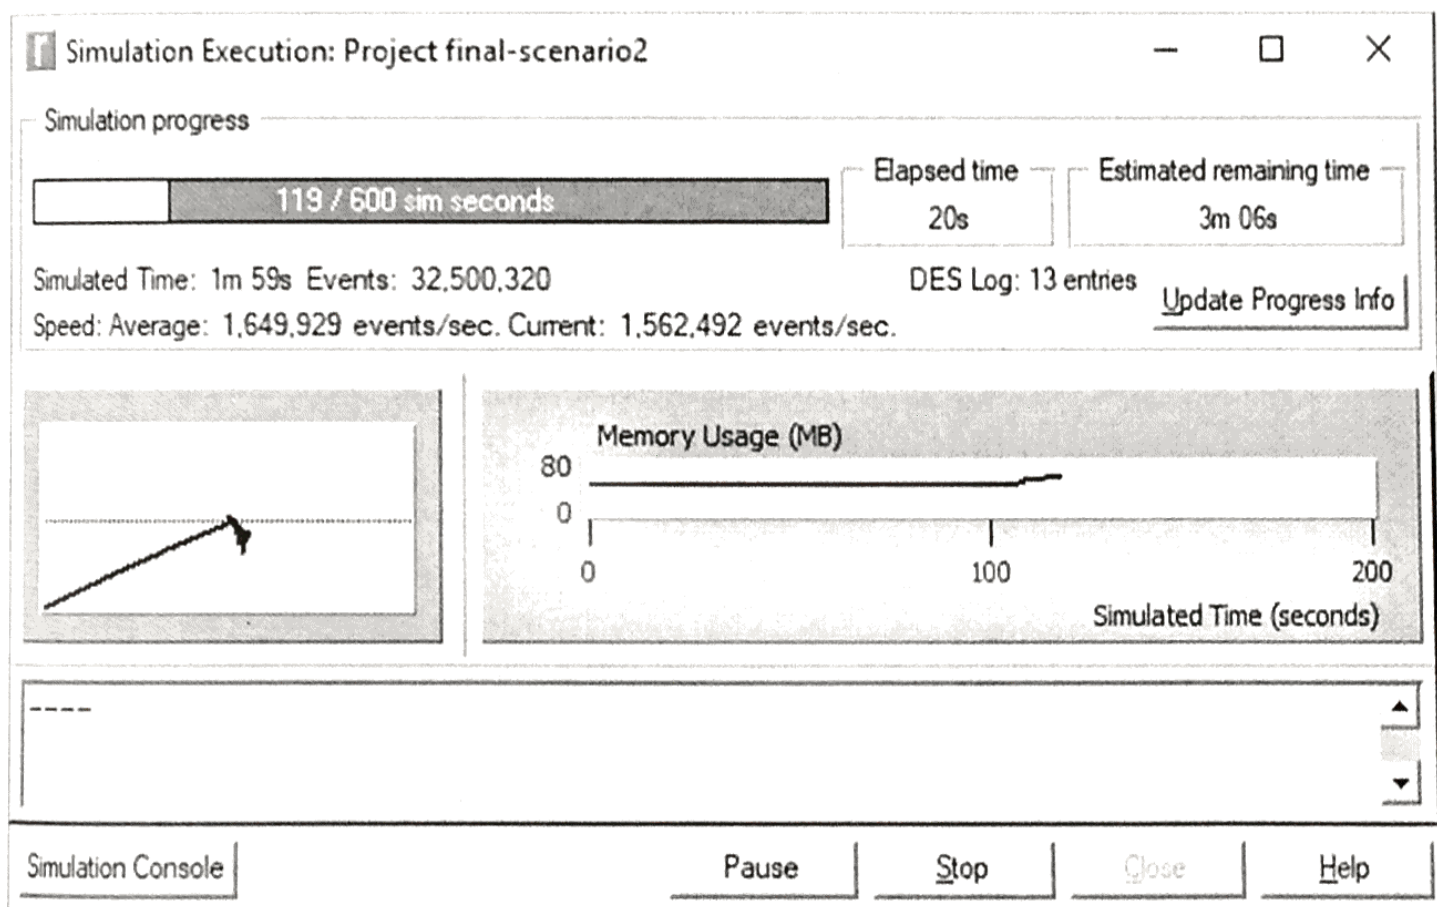 Simulation Execution: Project final-scenario2
Simulation progress
119 / 600 sim seconds
Elapsed time
20s
Estimated remaining time
3m 06s
Simulated Time: 1m 59s Events: 32,500,320
DES Log: 13 entries
Update Progress Info
Speed: Average: 1,649,929 events/sec. Current: 1,562,492 events/sec.
Memory Usage (MB)
80
0
0 100 200
Simulated Time (seconds)
----
Simulation Console
Pause
Stop
Close
Help